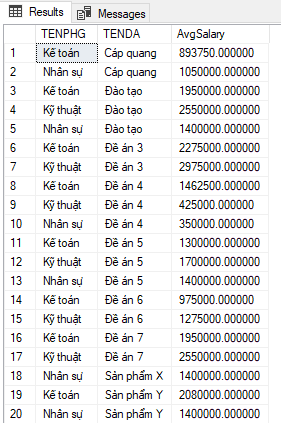 Results Messages
TENPHG TENDA AvgSalary
1 Kế toán Cáp quang 893750.000000
2 Nhân sự Cáp quang 1050000.000000
3 Kế toán Đào tạo 1950000.000000
4 Kỹ thuật Đào tạo 2550000.000000
5 Nhân sự Đào tạo 1400000.000000
6 Kế toán Đề án 3 2275000.000000
7 Kỹ thuật Đề án 3 2975000.000000
8 Kế toán Đề án 4 1462500.000000
9 Kỹ thuật Đề án 4 425000.000000
10 Nhân sự Đề án 4 350000.000000
11 Kế toán Đề án 5 1300000.000000
12 Kỹ thuật Đề án 5 1700000.000000
13 Nhân sự Đề án 5 1400000.000000
14 Kế toán Đề án 6 975000.000000
15 Kỹ thuật Đề án 6 1275000.000000
16 Kế toán Đề án 7 1950000.000000
17 Kỹ thuật Đề án 7 2550000.000000
18 Nhân sự Sản phẩm X 1400000.000000
19 Kế toán Sản phẩm Y 2080000.000000
20 Nhân sự Sản phẩm Y 1400000.000000